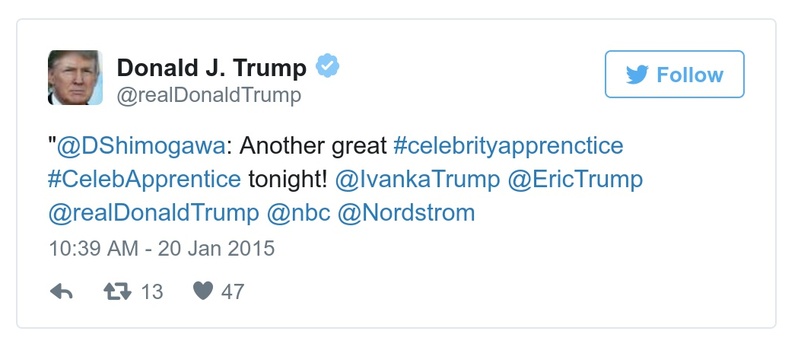 Donald J. Trump
@realDonaldTrump
Follow
"@DShimogawa: Another great #celebrityapprenctice
#CelebApprentice tonight! @IvankaTrump @EricTrump
@realDonaldTrump @nbc @Nordstrom
10:39 AM - 20 Jan 2015
13 47